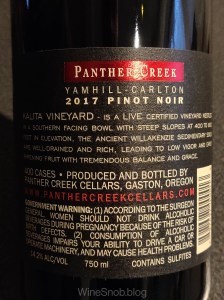 PANTHER CREEK
YAMHILL-CARLTON
2017 PINOT NOIR
KALITA VINEYARD - IS A LIVE CERTIFIED VINEYARD
A SOUTHERN FACING BOWL WITH STEEP SLOPES AT 400 TO
IN ELEVATION, THE ANCIENT WILLAKENZIE SEDIMENTARY
WELL-DRAINED AND RICH, LEADING TO LOW VIGOR AND
FRUIT WITH TREMENDOUS BALANCE AND GRACE.
CASES • PRODUCED AND BOTTLED BY
PANTHER CREEK CELLARS, GASTON, OREGON
WWW.PANTHERCREEKCELLARS.COM
GOVERNMENT WARNING: (1) ACCORDING TO THE SURGEON
GENERAL, WOMEN SHOULD NOT DRINK ALCOHOLIC
BEVERAGES DURING PREGNANCY BECAUSE OF THE RISK OF
BIRTH DEFECTS. (2) CONSUMPTION OF ALCOHOLIC
BEVERAGES IMPAIRS YOUR ABILITY TO DRIVE A CAR OR
OPERATE MACHINERY, AND MAY CAUSE HEALTH PROBLEMS.
14.2% ALC/VOL 750 ml CONTAINS SULFITES
WineSnob.blog